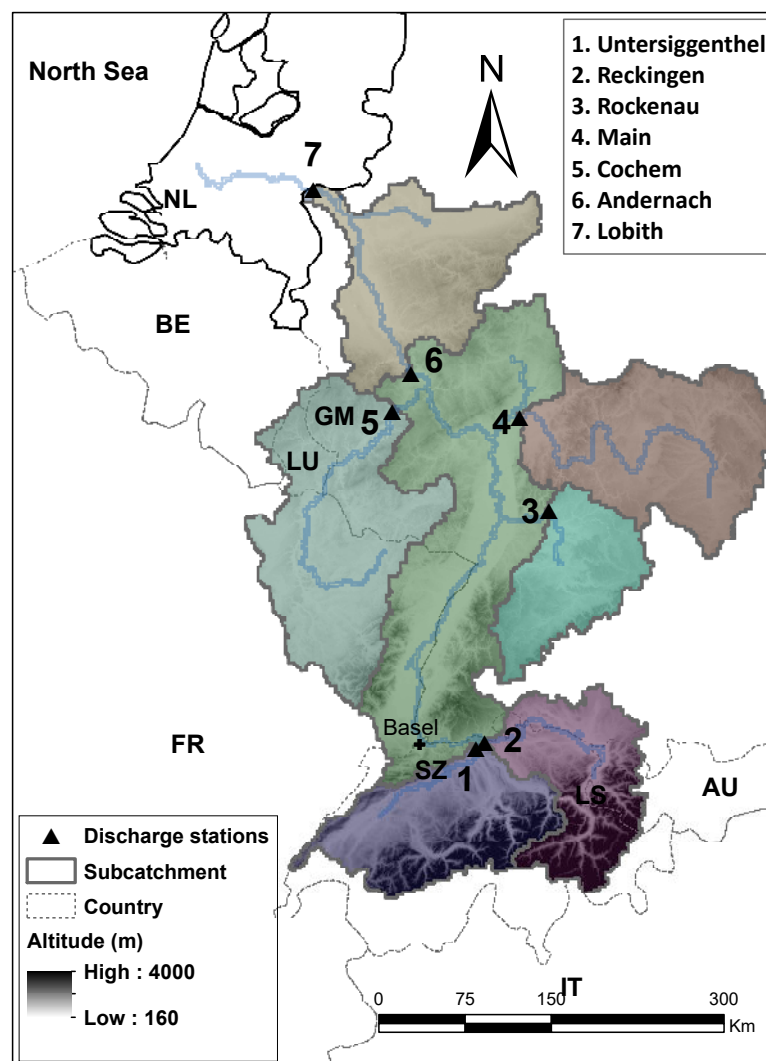 North Sea
N
1. Untersiggenthel
2. Reckingen
3. Rockenau
4. Main
5. Cochem
6. Andernach
7. Lobith
7
NL
BE
6
GM
5
4
LU
3
Basel
FR
SZ
2
1
LS
AU
Discharge stations
Subcatchment
Country
Altitude (m)
High : 4000
Low : 160
IT
0 75 150 300
Km